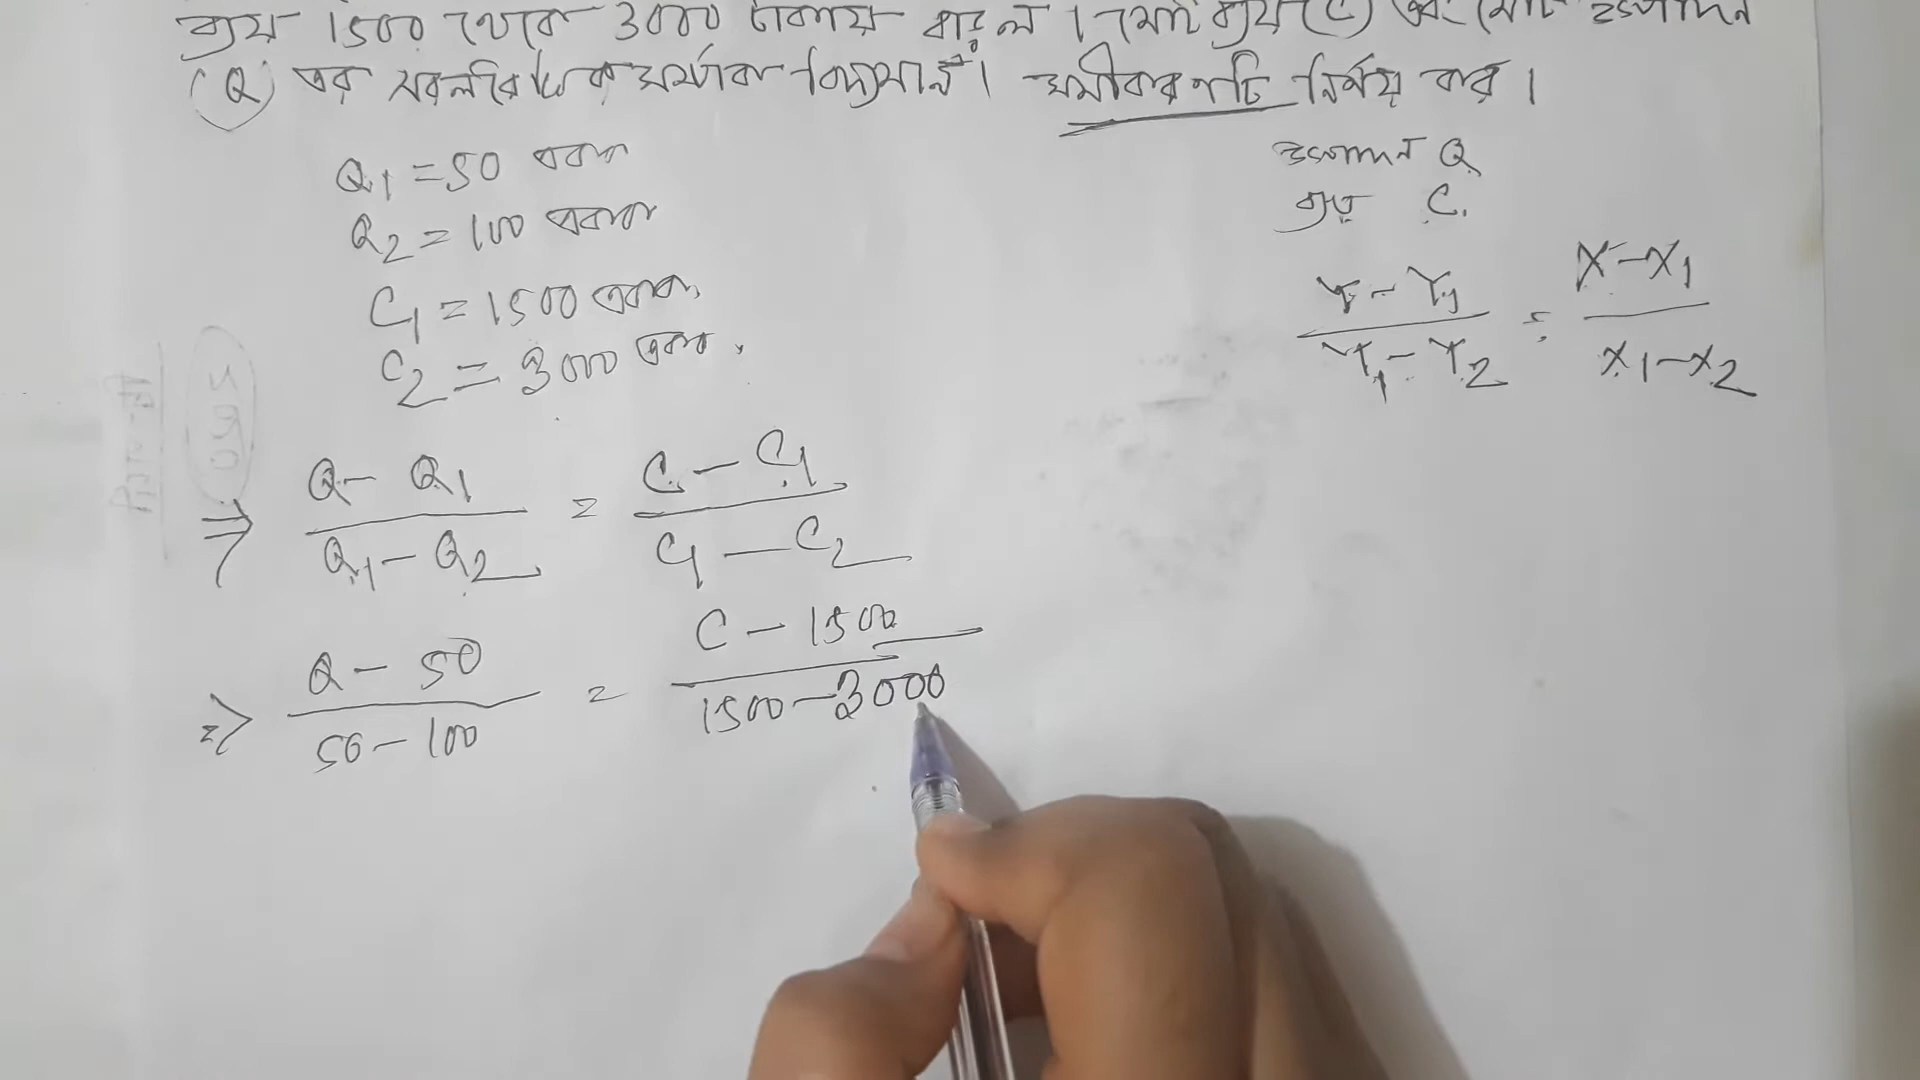 ব্যয় 1500 থেকে 3000 টাকায় বাড়ল। মোট ব্যয় (C) এবং মোট উৎপাদন
(Q) এর সরলরৈখিক সম্পর্ক বিদ্যমান। সমীকরণটি নির্ণয় কর।
Q1 = 50 একক
Q2 = 100 একক
C1 = 1500 একক,
C2 = 3000 একক,
উৎপাদন Q
ব্যয় C.
Y - Y1 / Y1 - Y2 = X - X1 / X1 - X2
⇒ Q - Q1 / Q1 - Q2 = C - C1 / C1 - C2
⇒ Q - 50 / 50 - 100 = C - 1500 / 1500 - 3000